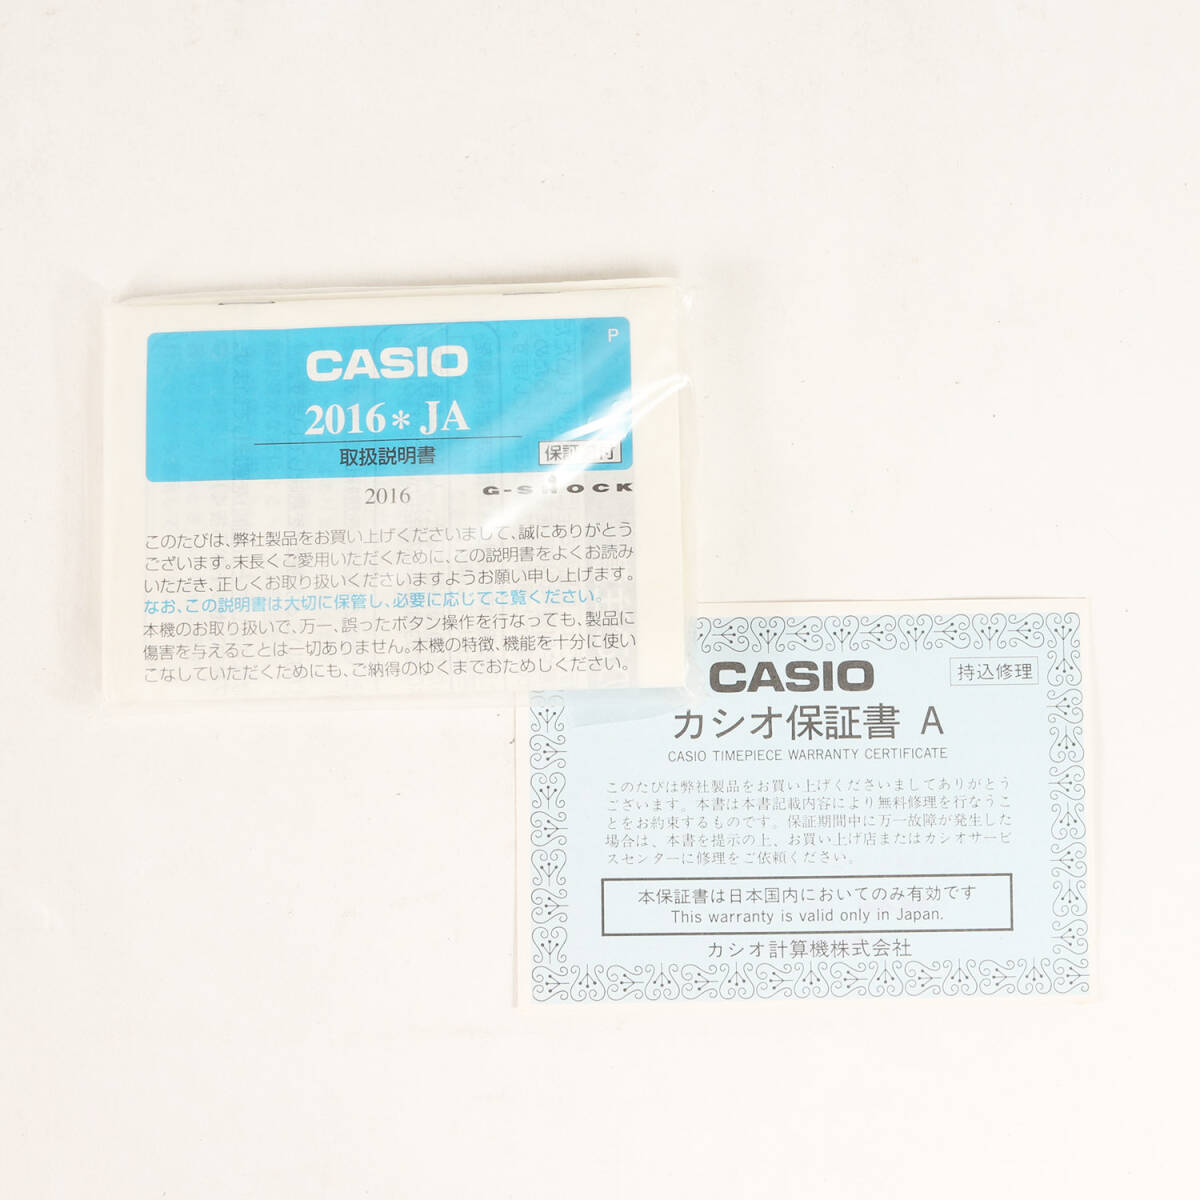 P
CASIO
2016*JA
取扱説明書
保証書付
2016
G-SHOCK
このたびは、弊社製品をお買い上げくださいまして、誠にありがとう
ございます。末長くご愛用いただくために、この説明書をよくお読み
いただき、正しくお取り扱いくださいますようお願い申し上げます。
なお、この説明書は大切に保管し、必要に応じてご覧ください。
本機のお取り扱いで、万一、誤ったボタン操作を行なっても、製品に
傷害を与えることは一切ありません。本機の特徴、機能を十分に使い
こなしていただくためにも、ご納得のゆくまでおためしください。
CASIO
持込修理
カシオ保証書 A
CASIO TIMEPIECE WARRANTY CERTIFICATE
このたびは弊社製品をお買い上げくださいましてありがとう
ございます。本書は本書記載内容により無料修理を行なうこ
とをお約束するものです。保証期間中に万一故障が発生した
場合は、本書を提示の上、お買い上げ店またはカシオサービ
スセンターに修理をご依頼ください。
本保証書は日本国内においてのみ有効です
This warranty is valid only in Japan.
カシオ計算機株式会社